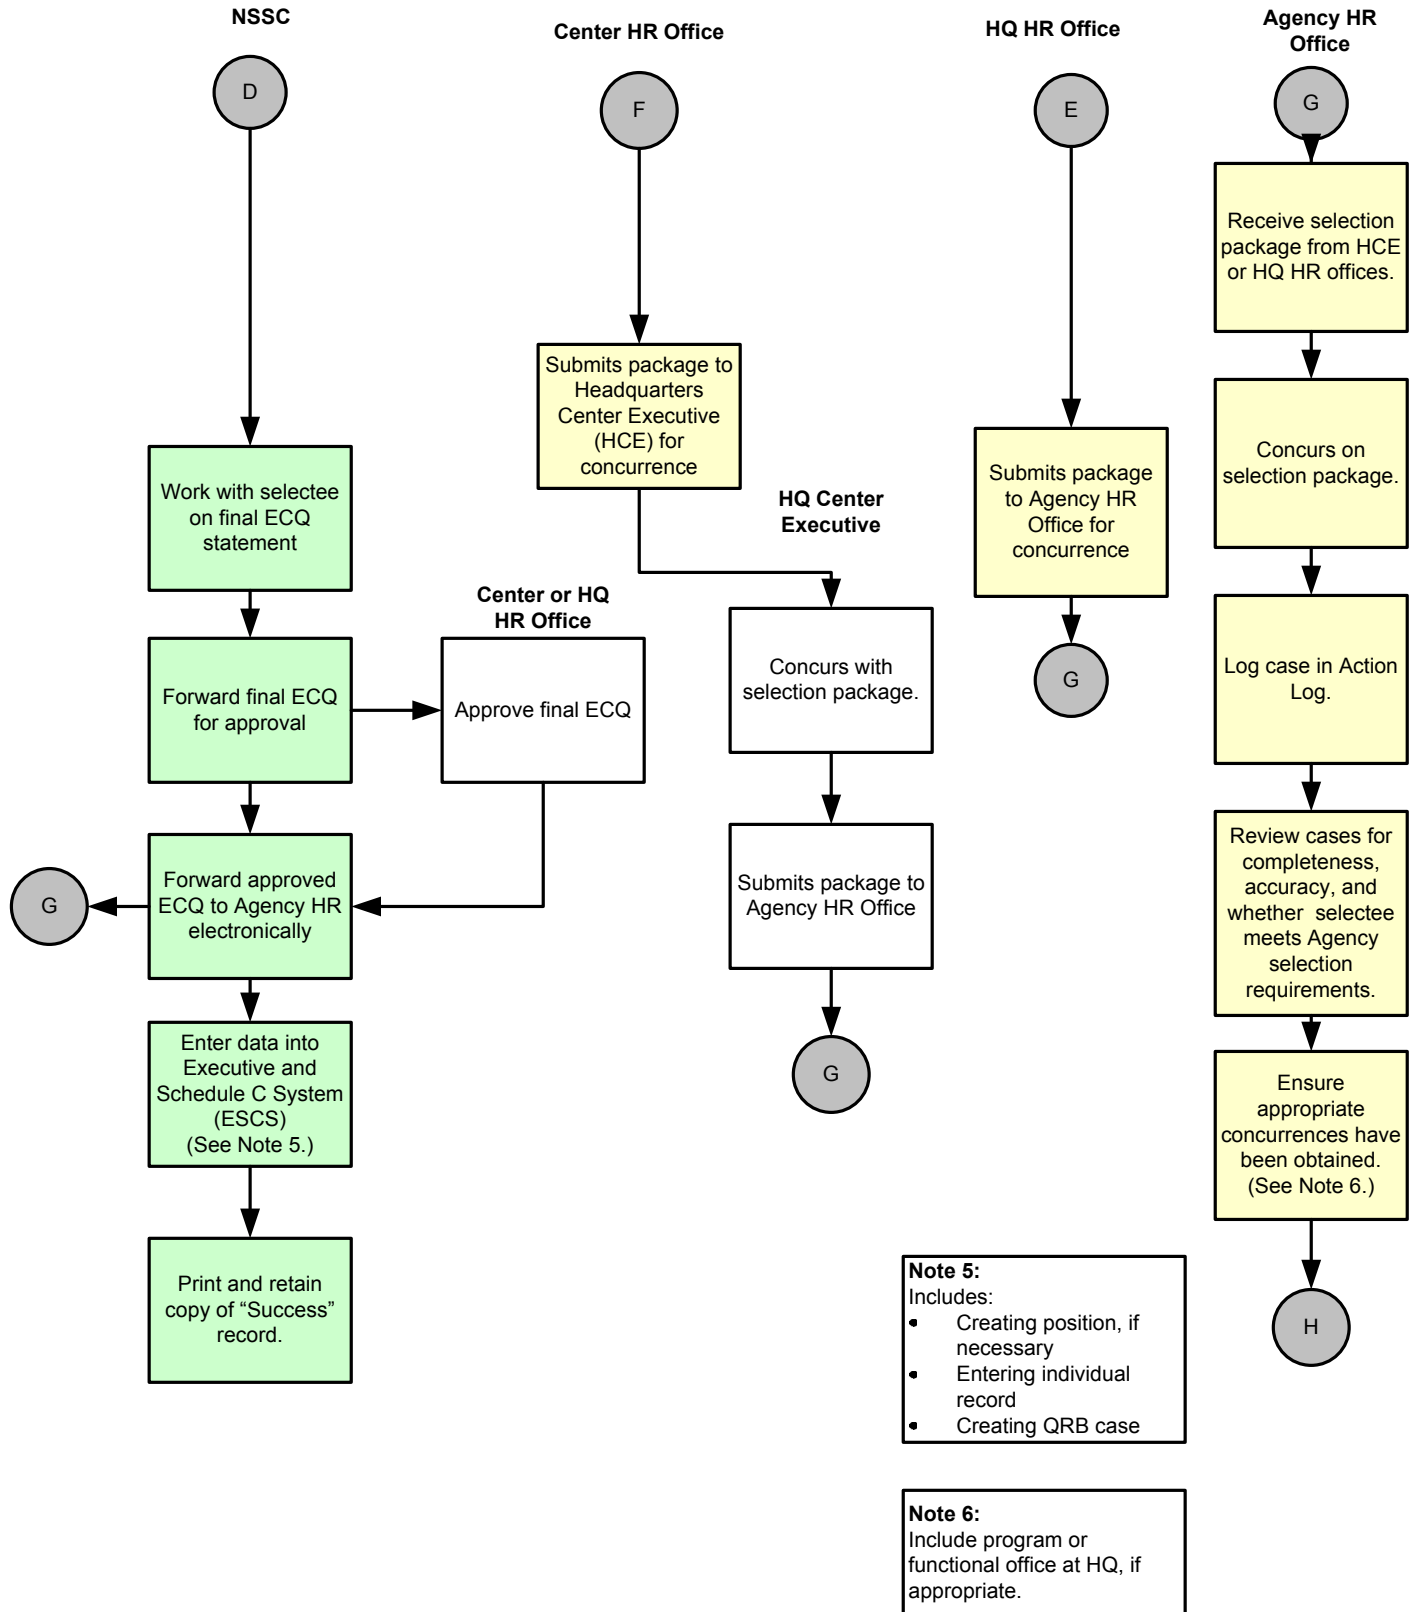 NSSC
D
Work with selectee
on final ECQ
statement
Forward final ECQ
for approval
Forward approved
ECQ to Agency HR
electronically
G
Enter data into
Executive and
Schedule C System
(ESCS)
(See Note 5.)
Print and retain
copy of “Success”
record.
Center or HQ
HR Office
Approve final ECQ
Center HR Office
F
Submits package to
Headquarters
Center Executive
(HCE) for
concurrence
HQ Center
Executive
Concurs with
selection package.
Submits package to
Agency HR Office
G
HQ HR Office
E
Submits package
to Agency HR
Office for
concurrence
G
Agency HR
Office
G
Receive selection
package from HCE
or HQ HR offices.
Concurs on
selection package.
Log case in Action
Log.
Review cases for
completeness,
accuracy, and
whether selectee
meets Agency
selection
requirements.
Ensure
appropriate
concurrences have
been obtained.
(See Note 6.)
H
Note 5:
Includes:
• Creating position, if
necessary
• Entering individual
record
• Creating QRB case
Note 6:
Include program or
functional office at HQ, if
appropriate.